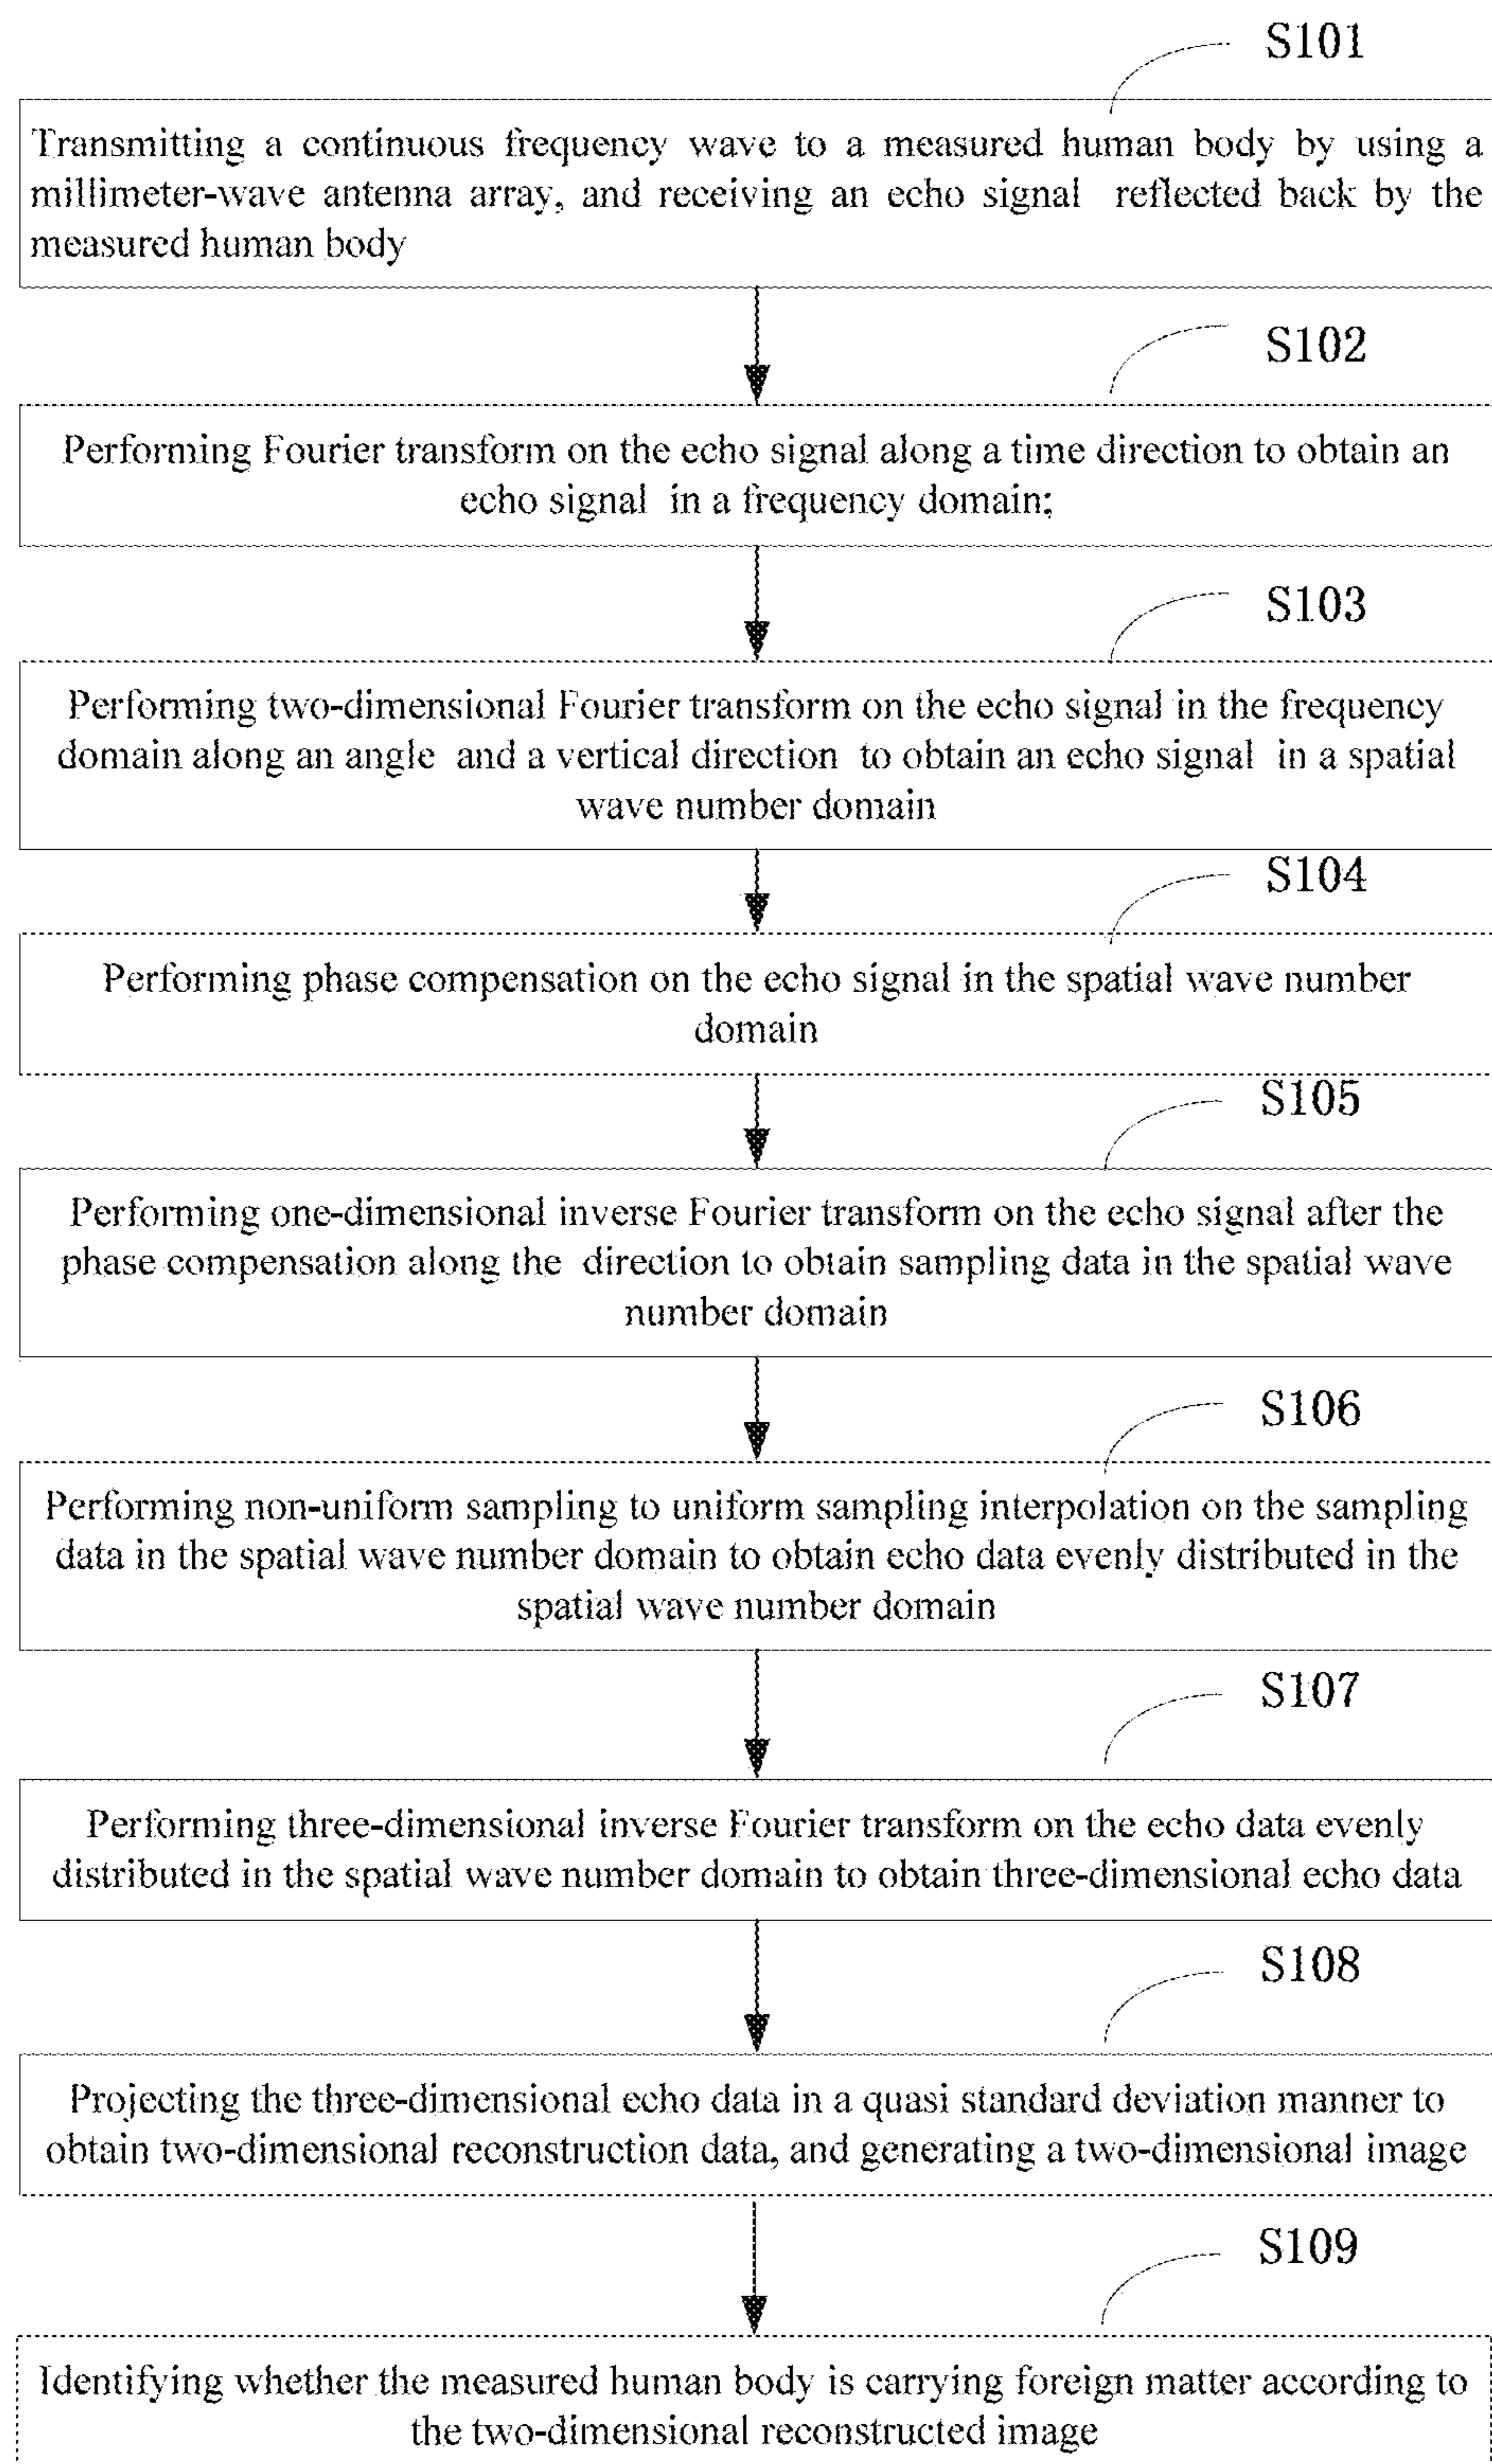 S101
Transmitting a continuous frequency wave to a measured human body by using a
millimeter-wave antenna array, and receiving an echo signal reflected back by the
measured human body
S102
Performing Fourier transform on the echo signal along a time direction to obtain an
echo signal in a frequency domain;
S103
Performing two-dimensional Fourier transform on the echo signal in the frequency
domain along an angle and a vertical direction to obtain an echo signal in a spatial
wave number domain
S104
Performing phase compensation on the echo signal in the spatial wave number
domain
S105
Performing one-dimensional inverse Fourier transform on the echo signal after the
phase compensation along the direction to obtain sampling data in the spatial wave
number domain
S106
Performing non-uniform sampling to uniform sampling interpolation on the sampling
data in the spatial wave number domain to obtain echo data evenly distributed in the
spatial wave number domain
S107
Performing three-dimensional inverse Fourier transform on the echo data evenly
distributed in the spatial wave number domain to obtain three-dimensional echo data
S108
Projecting the three-dimensional echo data in a quasi standard deviation manner to
obtain two-dimensional reconstruction data, and generating a two-dimensional image
S109
Identifying whether the measured human body is carrying foreign matter according to
the two-dimensional reconstructed image